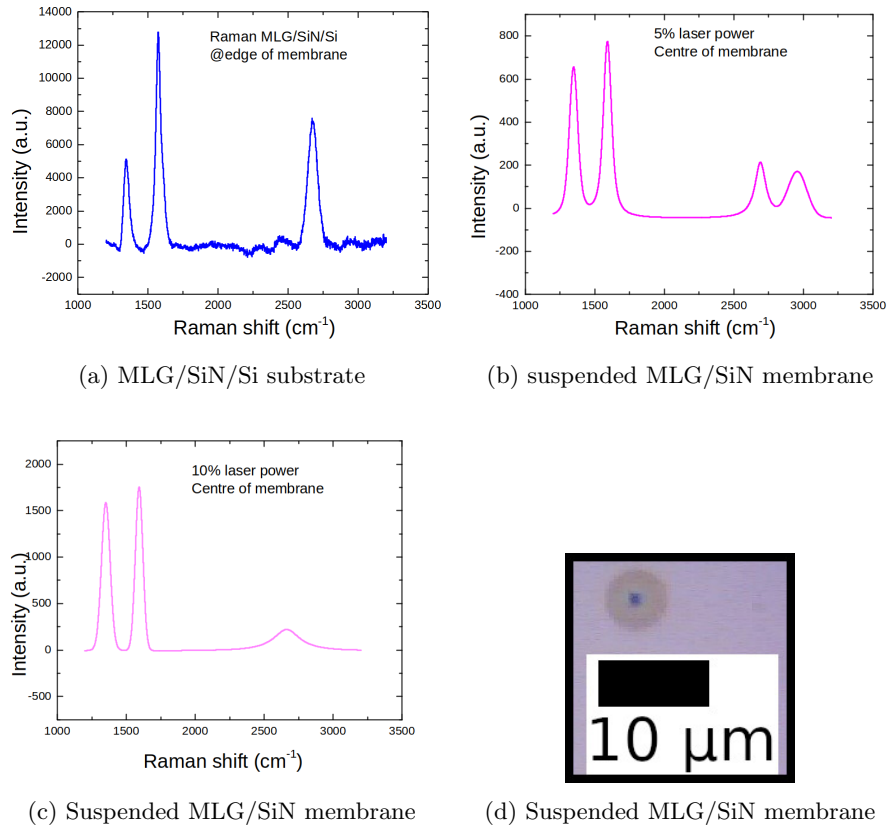 Raman MLG/SiN/Si
@edge of membrane
14000
12000
10000
8000
6000
4000
2000
0
-2000
1000 1500 2000 2500 3000 3500
Intensity (a.u.)
Raman shift (cm-1)
(a) MLG/SiN/Si substrate
5% laser power
Centre of membrane
800
600
400
200
0
-200
-400
1000 1500 2000 2500 3000 3500
Intensity (a.u.)
Raman shift (cm-1)
(b) suspended MLG/SiN membrane
10% laser power
Centre of membrane
2000
1500
1000
500
0
-500
1000 1500 2000 2500 3000 3500
Intensity (a.u.)
Raman shift (cm-1)
(c) Suspended MLG/SiN membrane
10 µm
(d) Suspended MLG/SiN membrane